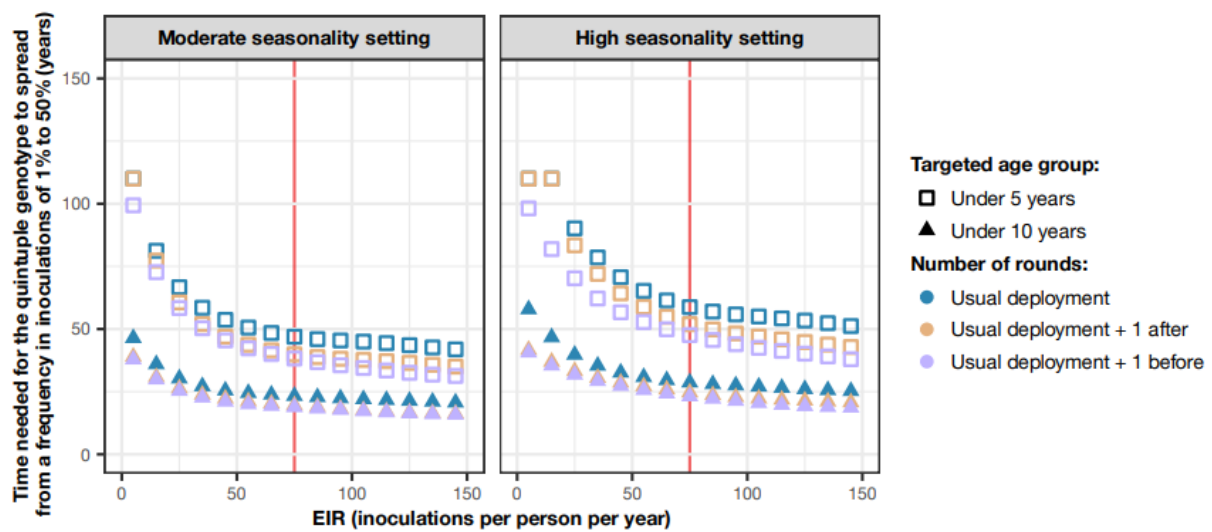 Moderate seasonality setting
High seasonality setting
Time needed for the quintuple genotype to spread
from a frequency in inoculations of 1% to 50% (years)
150
100
50
0
0
50
100
150
0
50
100
150
EIR (inoculations per person per year)
Targeted age group:
Under 5 years
Under 10 years
Number of rounds:
Usual deployment
Usual deployment + 1 after
Usual deployment + 1 before